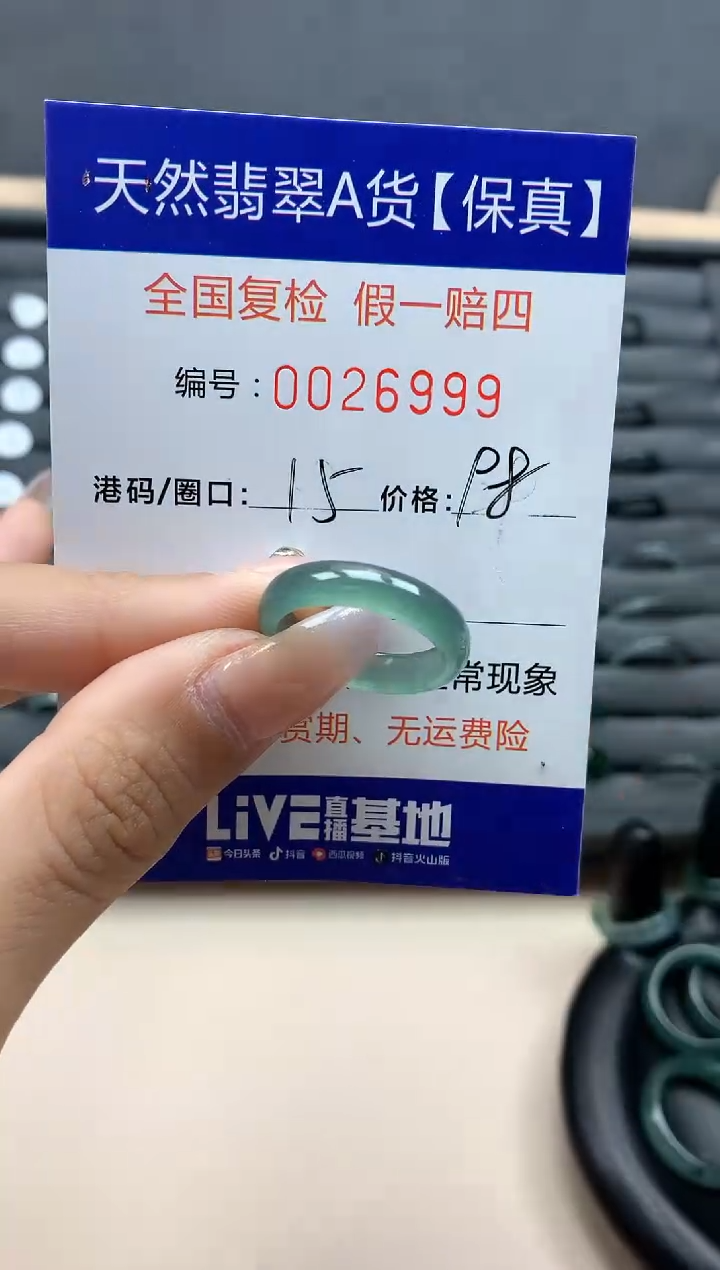 天然翡翠A货【保真】
全国复检 假一赔四
编号：0026999
港码/圈口：15 价格：P8
常现象
赏期、无运费险
LiVE直播基地
今日头条 抖音 西瓜视频 抖音火山版